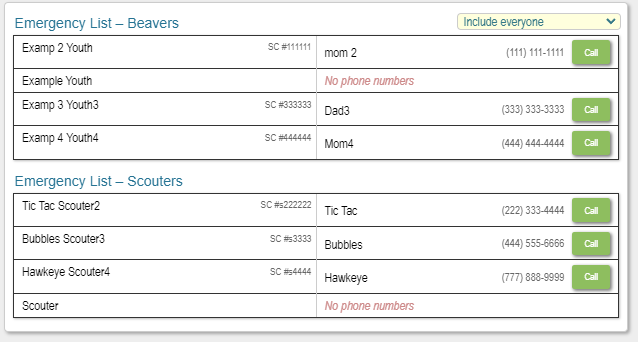 Emergency List – Beavers
Include everyone
Examp 2 Youth SC #111111 mom 2 (111) 111-1111 Call
Example Youth No phone numbers
Examp 3 Youth3 SC #333333 Dad3 (333) 333-3333 Call
Examp 4 Youth4 SC #444444 Mom4 (444) 444-4444 Call
Emergency List – Scouters
Tic Tac Scouter2 SC #s222222 Tic Tac (222) 333-4444 Call
Bubbles Scouter3 SC #s3333 Bubbles (444) 555-6666 Call
Hawkeye Scouter4 SC #s4444 Hawkeye (777) 888-9999 Call
Scouter No phone numbers